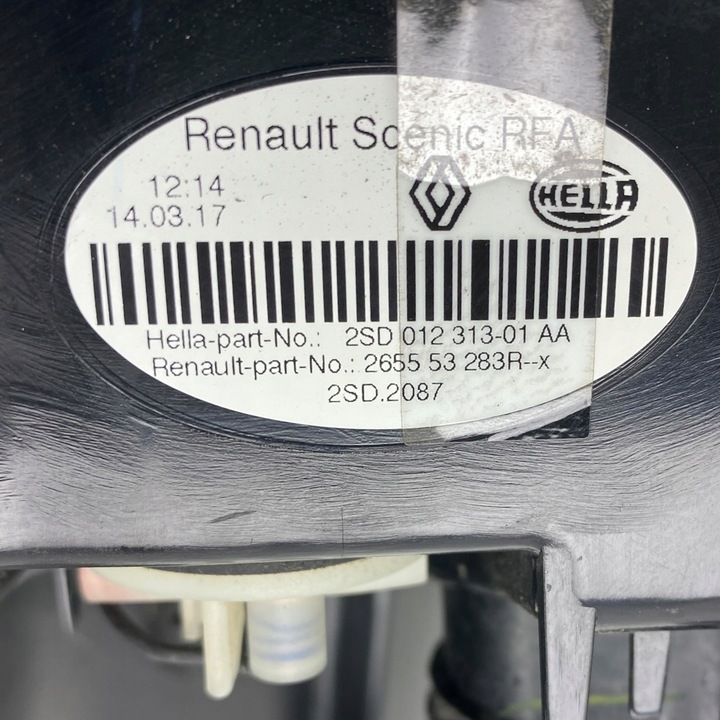 Renault Scenic RFA
12:14
14.03.17
HELLA
Hella-part-No.: 2SD 012 313-01 AA
Renault-part-No.: 2655 53 283R--x
2SD.2087